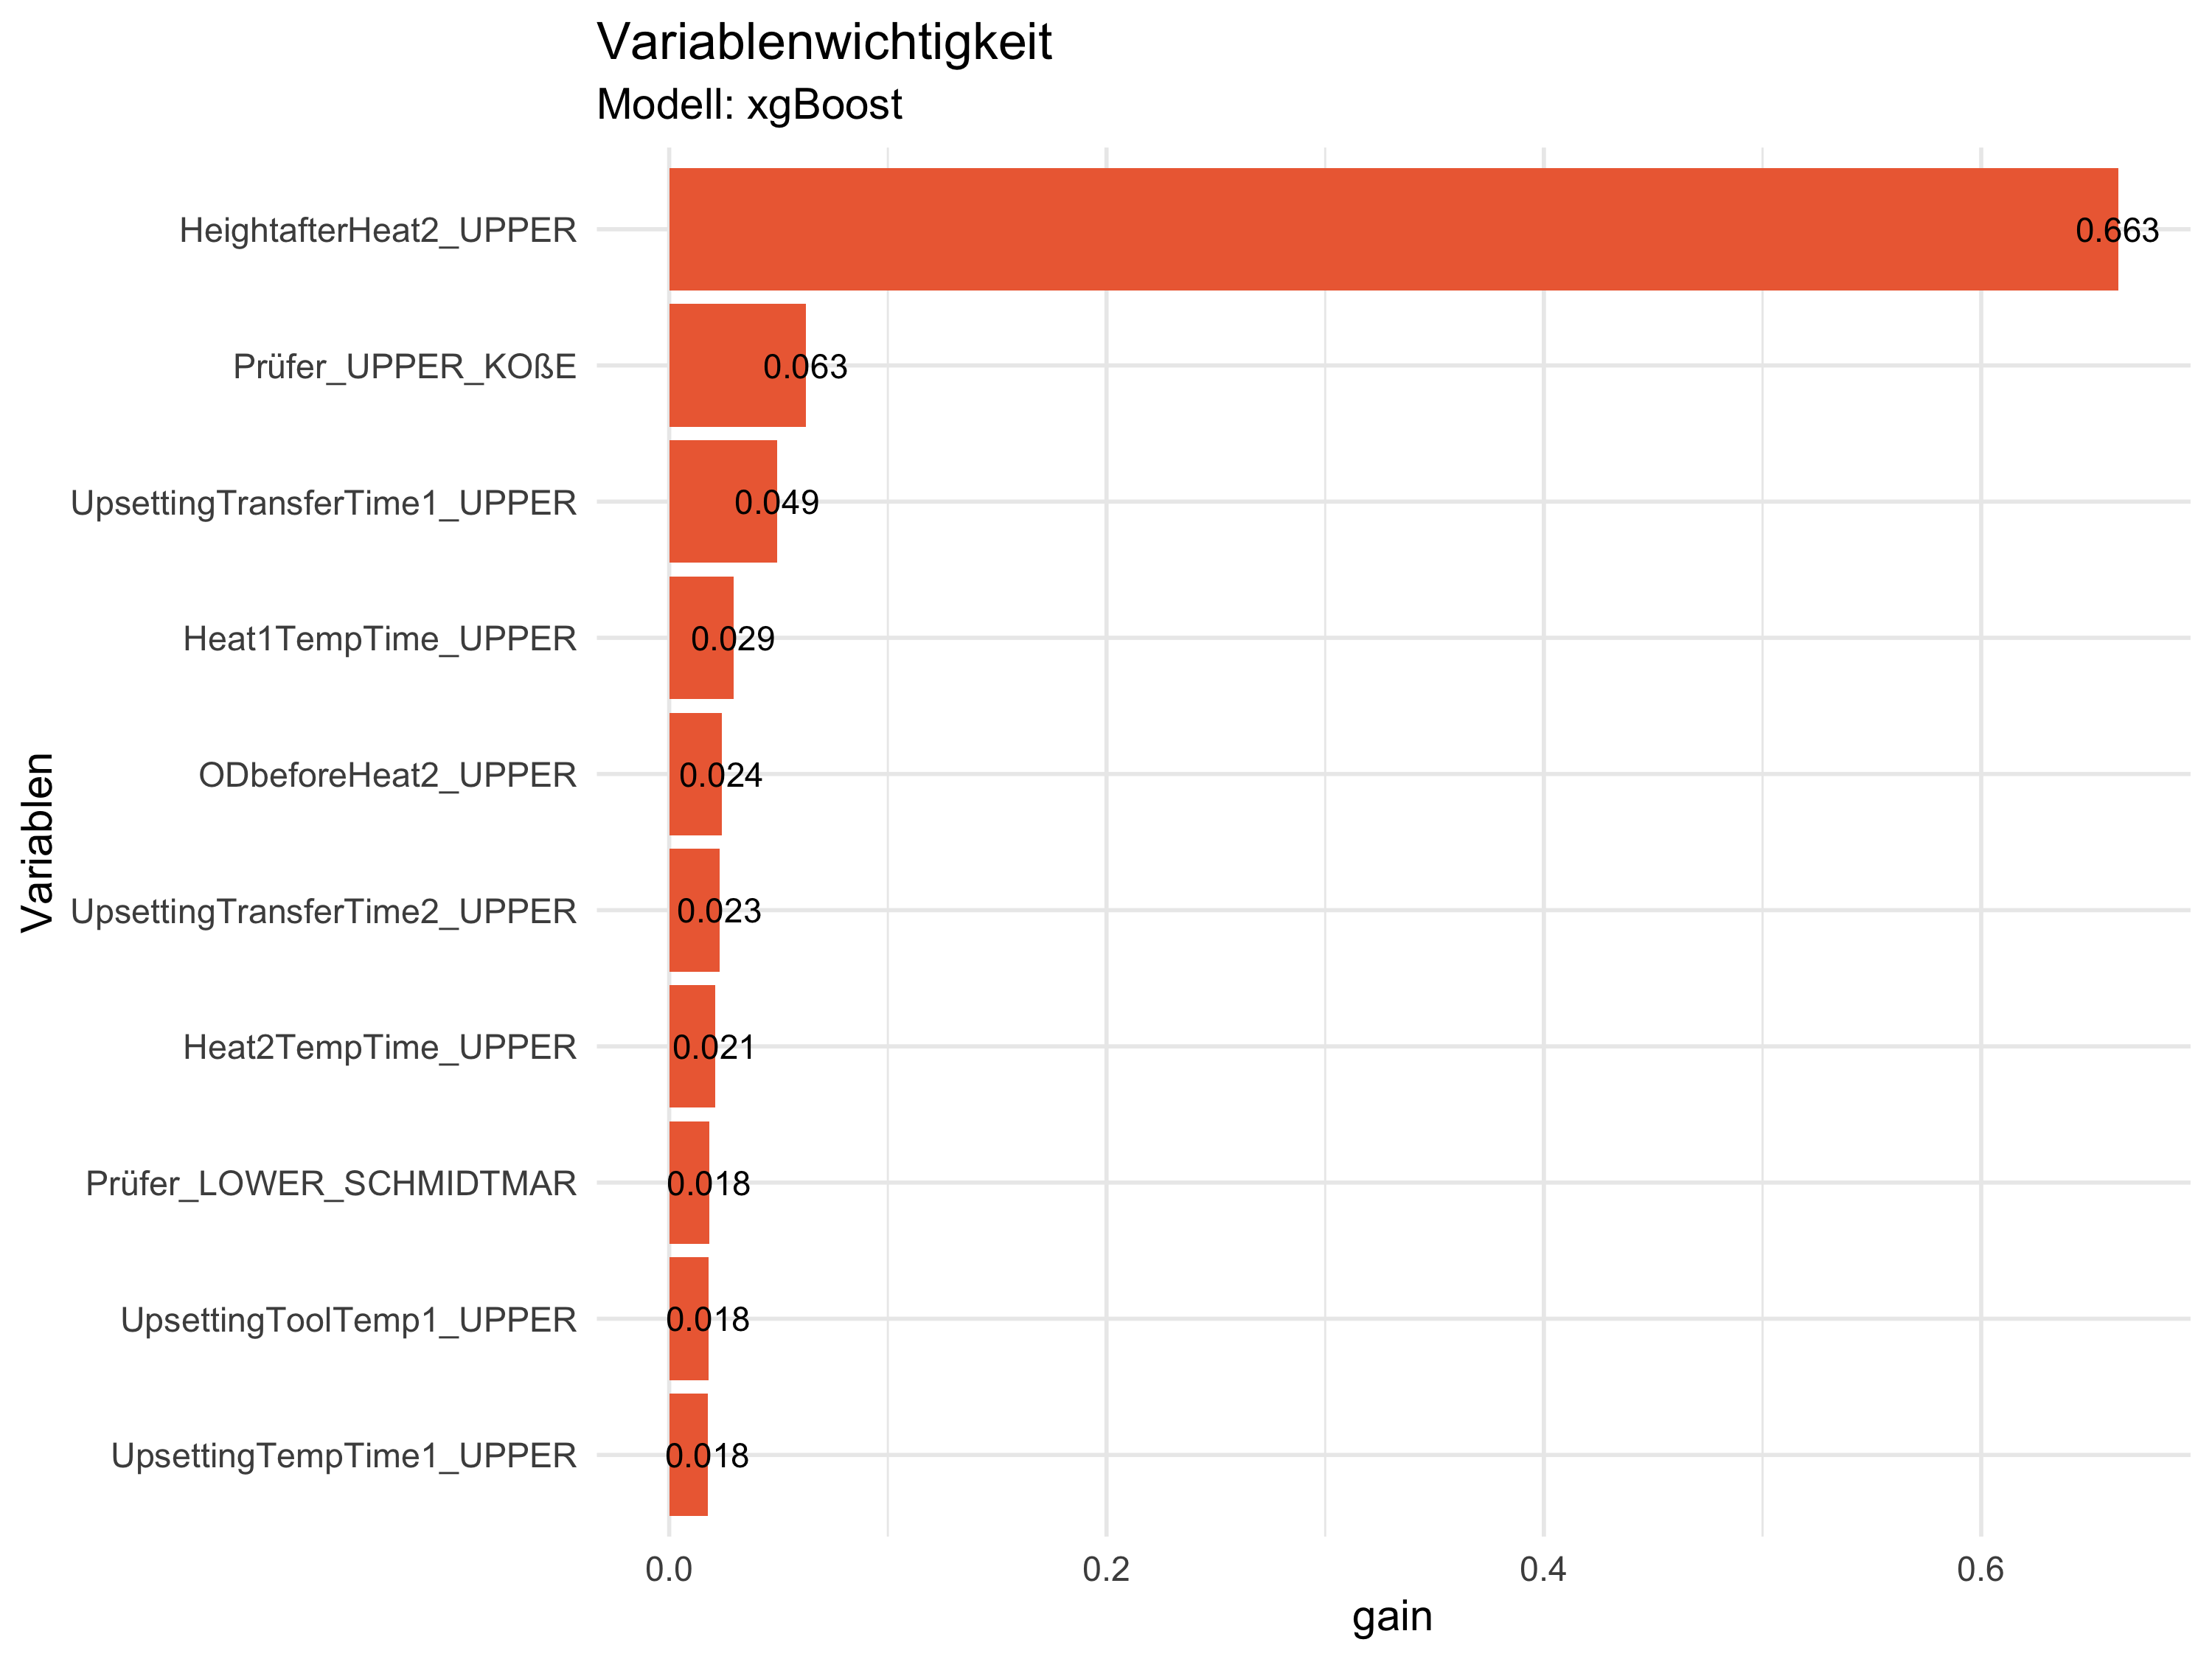 Variablenwichtigkeit
Modell: xgBoost
Variablen
HeightafterHeat2_UPPER
0.663
Prüfer_UPPER_KOßE
0.063
UpsettingTransferTime1_UPPER
0.049
Heat1TempTime_UPPER
0.029
ODbeforeHeat2_UPPER
0.024
UpsettingTransferTime2_UPPER
0.023
Heat2TempTime_UPPER
0.021
Prüfer_LOWER_SCHMIDTMAR
0.018
UpsettingToolTemp1_UPPER
0.018
UpsettingTempTime1_UPPER
0.018
0.0 0.2 0.4 0.6
gain